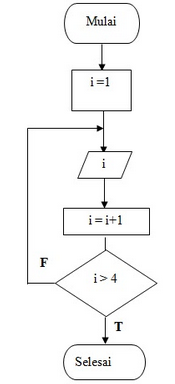 Mulai
i =1
i
i = i+1
F
i > 4
T
Selesai